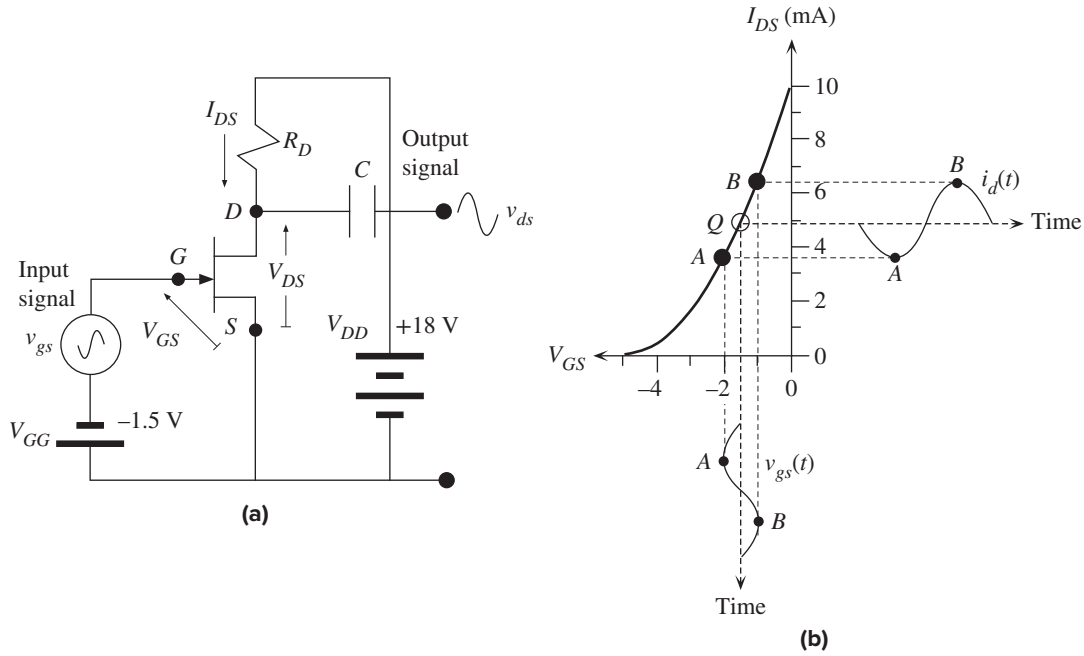 I_DS
R_D
Output
signal
C
D
v_ds
G
V_DS
Input
signal
V_GS
S
v_gs
V_DD
+18 V
–1.5 V
V_GG
(a)
I_DS (mA)
10
8
B
B
i_d(t)
6
Q
Time
A
4
A
2
V_GS
0
–4
–2
0
A
v_gs(t)
B
Time
(b)